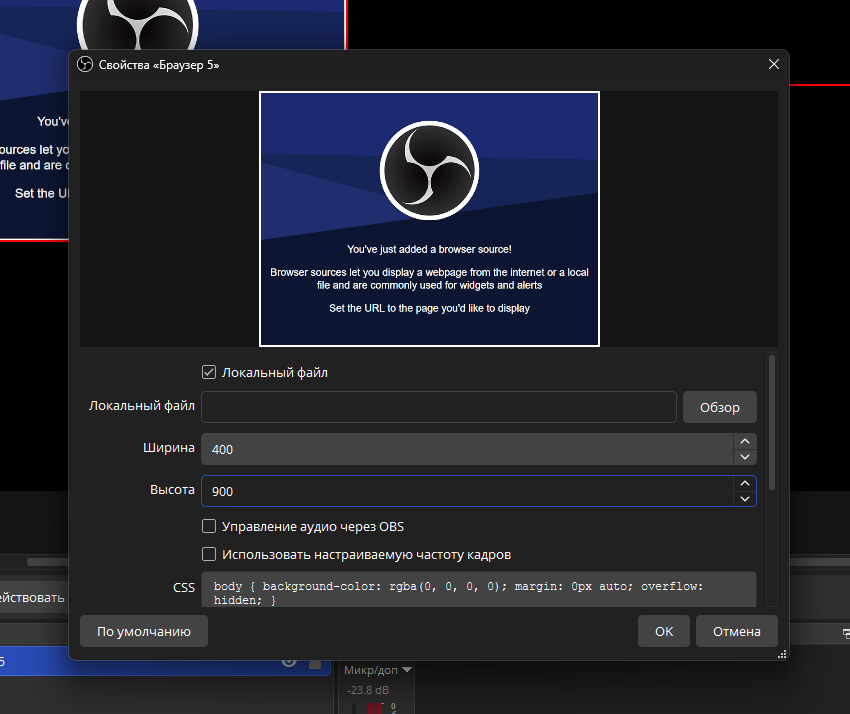 Свойства «Браузер 5»
You've just added a browser source!
Browser sources let you display a webpage from the internet or a local
file and are commonly used for widgets and alerts
Set the URL to the page you'd like to display
You'v
ources let yo
file and are c
Set the U
Локальный файл
Локальный файл
Обзор
Ширина
400
Высота
900
Управление аудио через OBS
Использовать настраиваемую частоту кадров
CSS
body { background-color: rgba(0, 0, 0, 0); margin: 0px auto; overflow:
hidden; }
По умолчанию
OK
Отмена
йствовать
5
Микр/доп
-23.8 dB
0